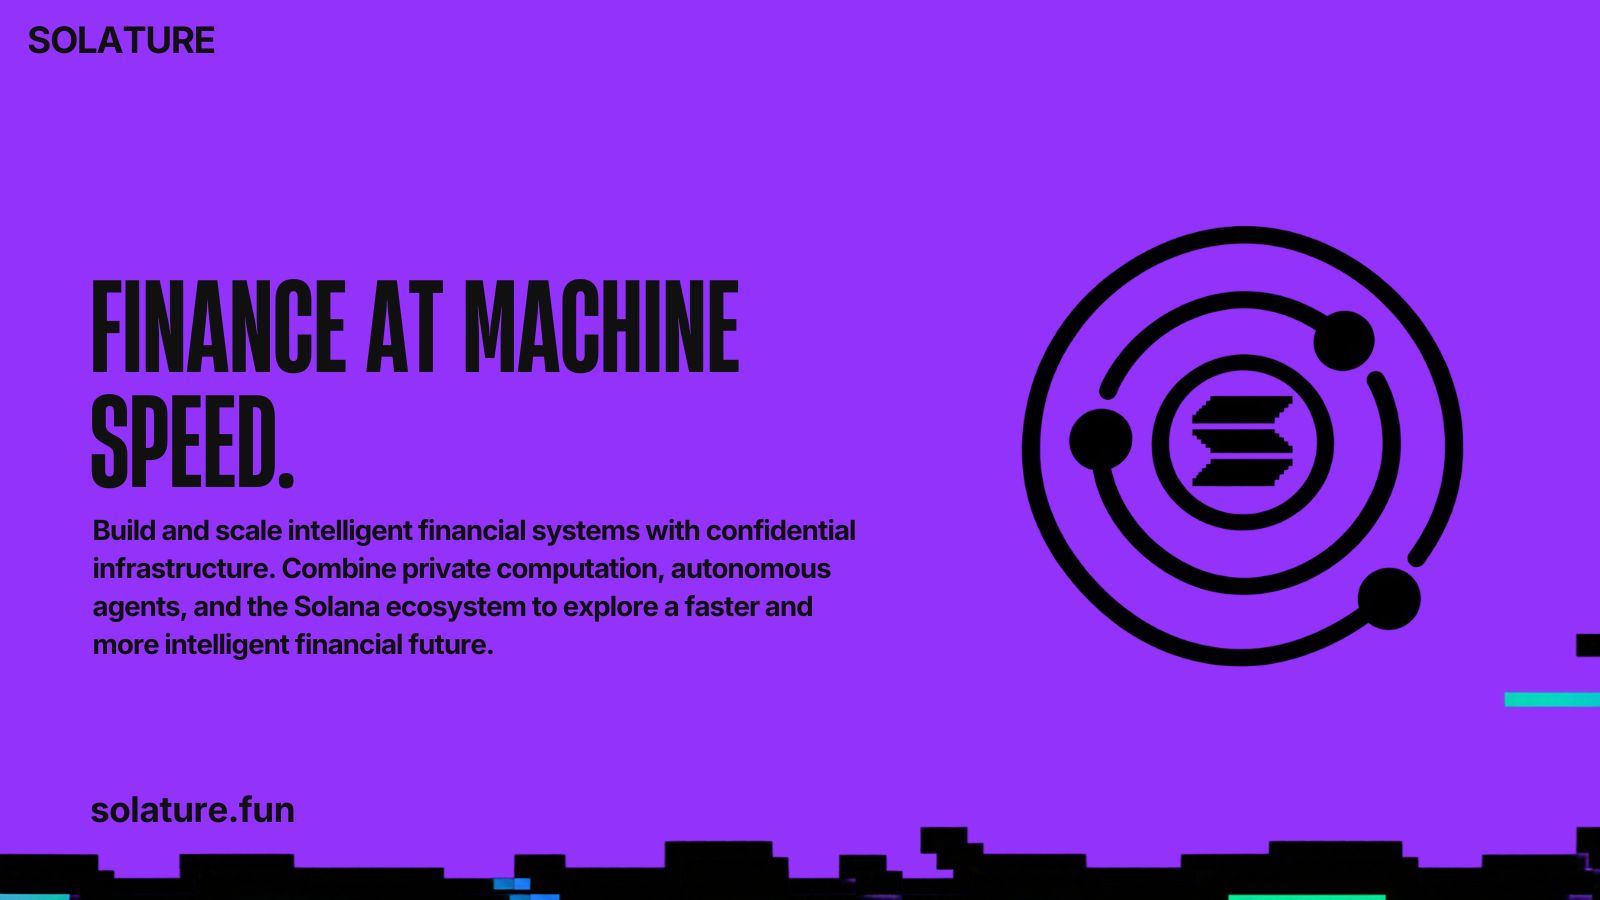 SOLATURE
FINANCE AT MACHINE
SPEED.
Build and scale intelligent financial systems with confidential
infrastructure. Combine private computation, autonomous
agents, and the Solana ecosystem to explore a faster and
more intelligent financial future.
solature.fun